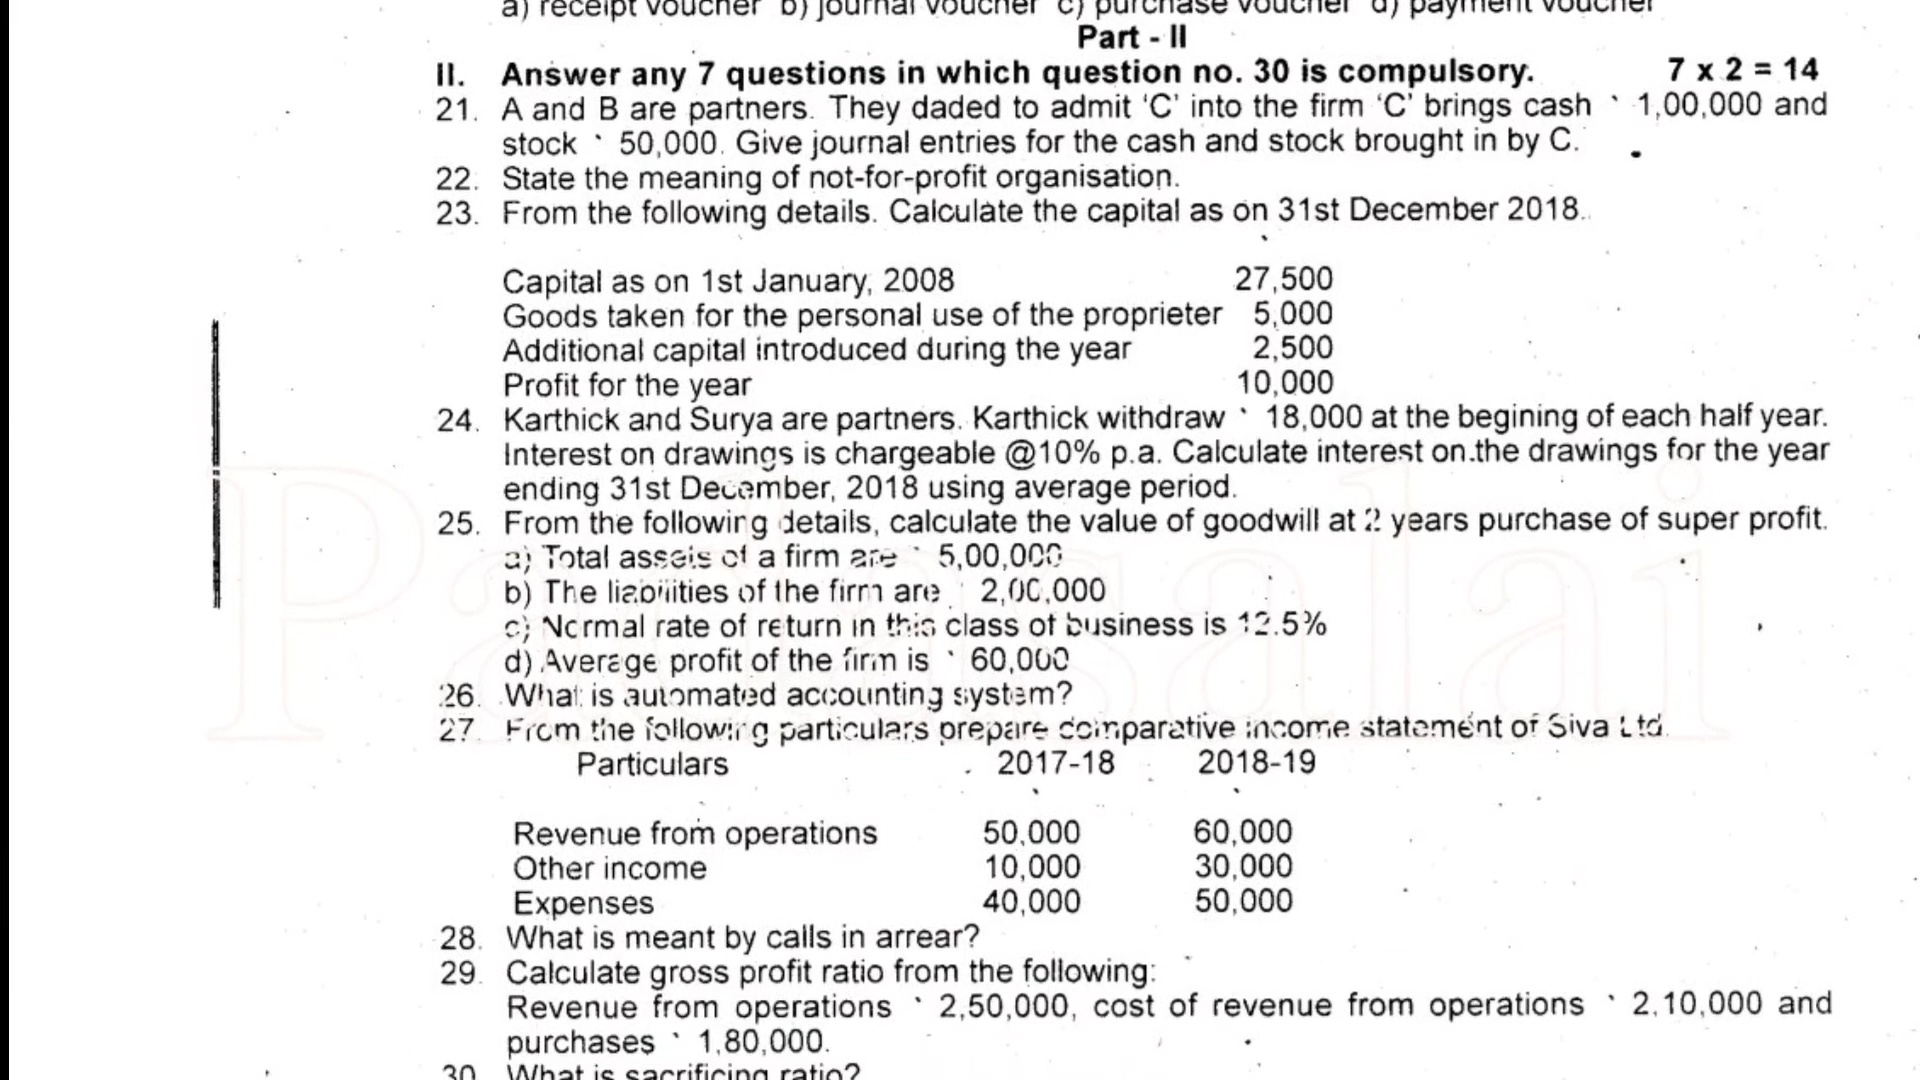 a) receipt voucher b) journal voucher c) purchase voucher d) payment voucher
Part - II
II. Answer any 7 questions in which question no. 30 is compulsory. 7 x 2 = 14
21. A and B are partners. They daded to admit 'C' into the firm 'C' brings cash ` 1,00,000 and
stock ` 50,000. Give journal entries for the cash and stock brought in by C.
22. State the meaning of not-for-profit organisation.
23. From the following details. Calculate the capital as on 31st December 2018.
Capital as on 1st January, 2008 27,500
Goods taken for the personal use of the proprieter 5,000
Additional capital introduced during the year 2,500
Profit for the year 10,000
24. Karthick and Surya are partners. Karthick withdraw ` 18,000 at the begining of each half year.
Interest on drawings is chargeable @10% p.a. Calculate interest on the drawings for the year
ending 31st December, 2018 using average period.
25. From the following details, calculate the value of goodwill at 2 years purchase of super profit.
a) Total assets of a firm are ` 5,00,000
b) The liabilities of the firm are ` 2,00,000
c) Normal rate of return in this class of business is 12.5%
d) Average profit of the firm is ` 60,000
26. What is automated accounting system?
27. From the following particulars prepare comparative income statement of Siva Ltd.
Particulars 2017-18 2018-19
Revenue from operations 50,000 60,000
Other income 10,000 30,000
Expenses 40,000 50,000
28. What is meant by calls in arrear?
29. Calculate gross profit ratio from the following:
Revenue from operations ` 2,50,000, cost of revenue from operations ` 2,10,000 and
purchases ` 1,80,000.
30. What is sacrificing ratio?
Padasalai